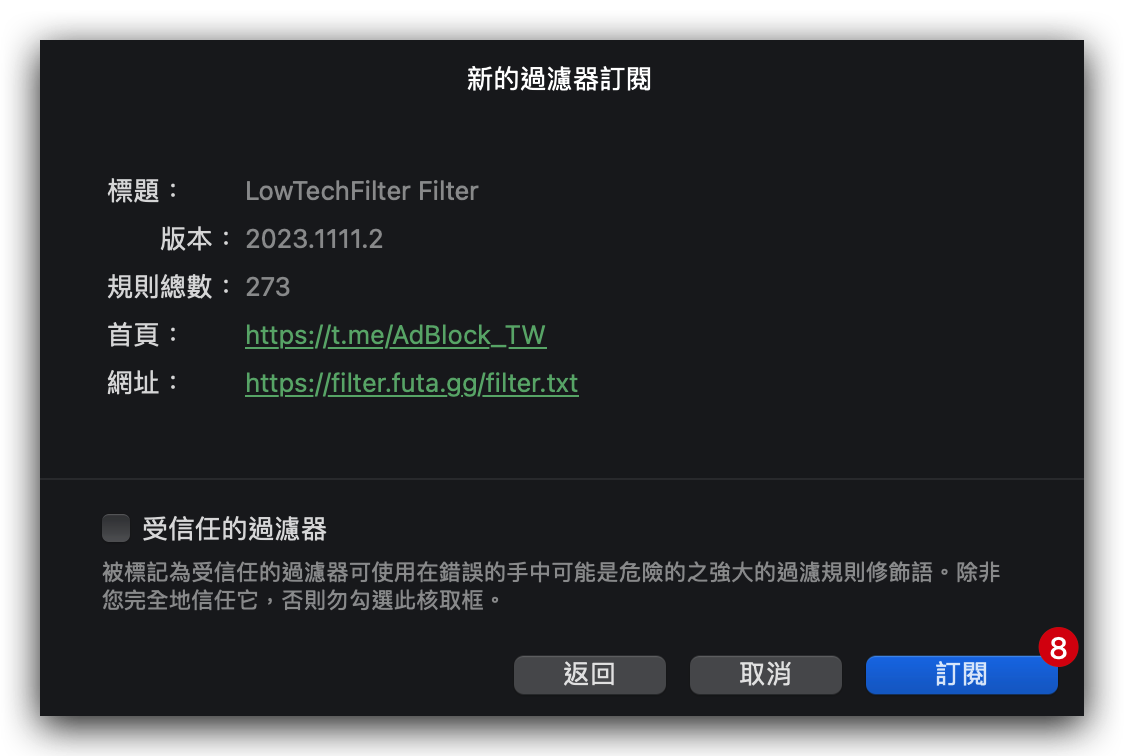 新的過濾器訂閱
標題： LowTechFilter Filter
版本： 2023.1111.2
規則總數： 273
首頁： https://t.me/AdBlock_TW
網址： https://filter.futa.gg/filter.txt
受信任的過濾器
被標記為受信任的過濾器可使用在錯誤的手中可能是危險的之強大的過濾規則修飾語。除非
您完全地信任它，否則勿勾選此核取框。
8
返回 取消 訂閱